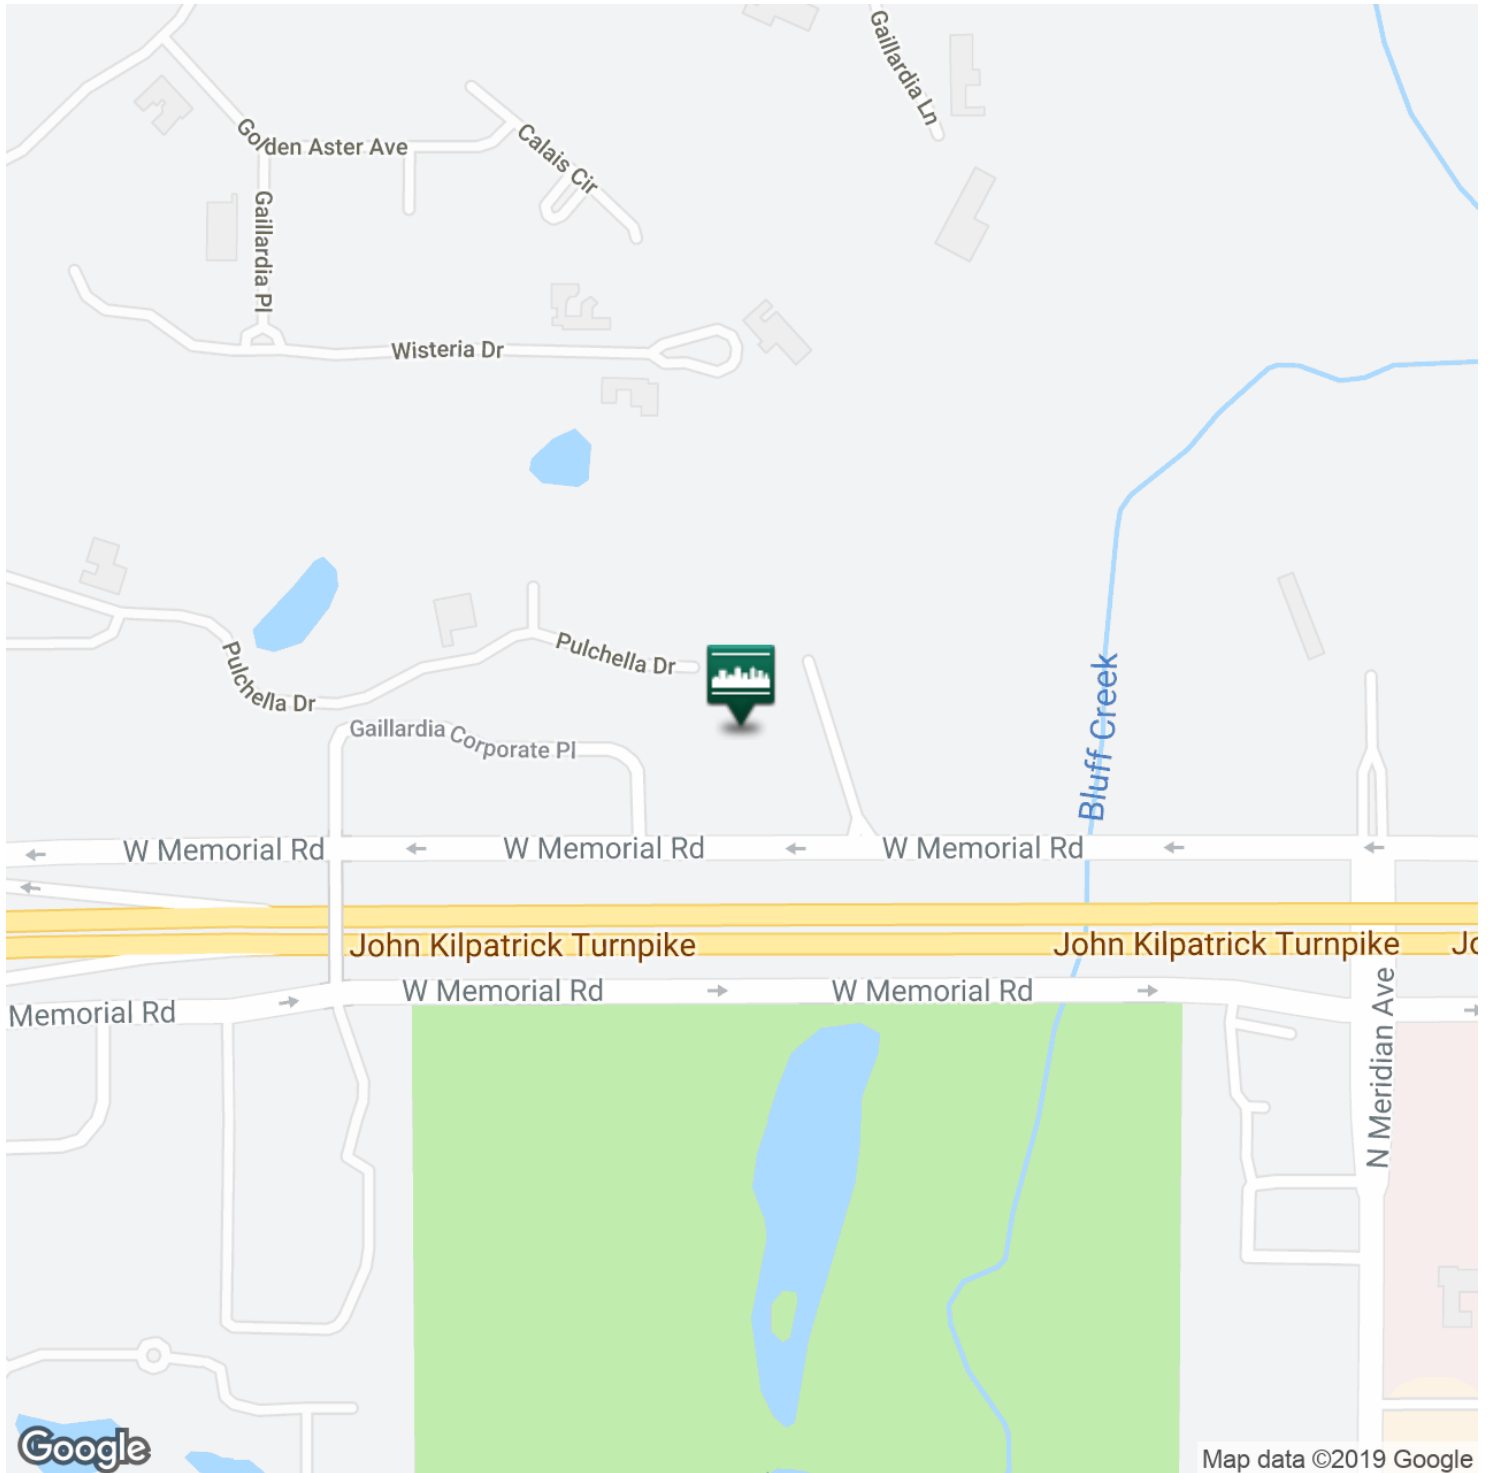 Gaillardia Ln
Golden Aster Ave
Calais Cir
Gaillardia Pl
Wisteria Dr
Pulchella Dr
Pulchella Dr
Bluff Creek
Gaillardia Corporate Pl
W Memorial Rd
W Memorial Rd
W Memorial Rd
John Kilpatrick Turnpike
John Kilpatrick Turnpike
Jo
W Memorial Rd
W Memorial Rd
Memorial Rd
N Meridian Ave
Google
Map data ©2019 Google